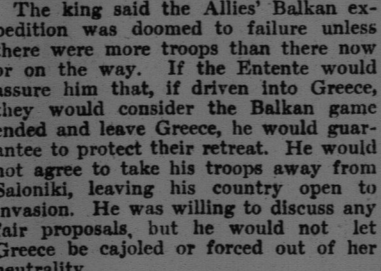 The king said the Allies' Balkan ex-
pedition was doomed to failure unless
there were more troops than there now
or on the way. If the Entente would
assure him that, if driven into Greece,
they would consider the Balkan game
ended and leave Greece, he would guar-
antee to protect their retreat. He would
not agree to take his troops away from
Saloniki, leaving his country open to
invasion. He was willing to discuss any
fair proposals, but he would not let
Greece be cajoled or forced out of her
neutrality